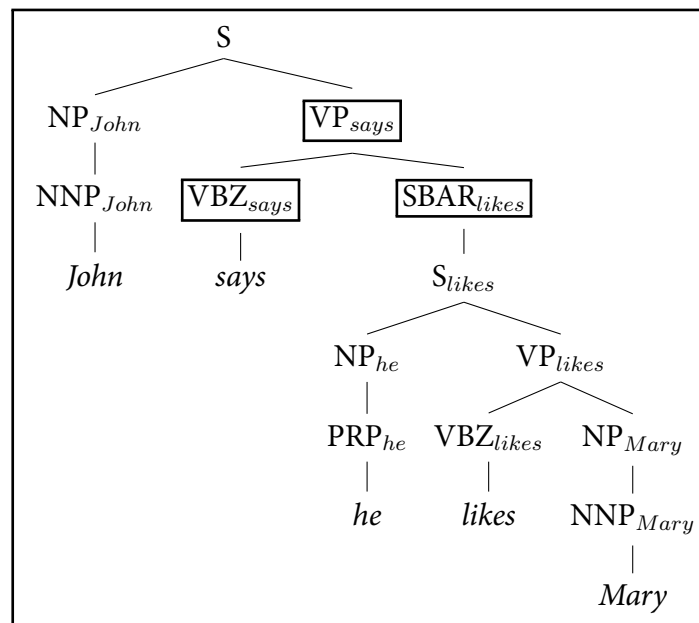 S
NP_John VP_says
NNP_John VBZ_says SBAR_likes
John says S_likes
NP_he VP_likes
PRP_he VBZ_likes NP_Mary
he likes NNP_Mary
Mary